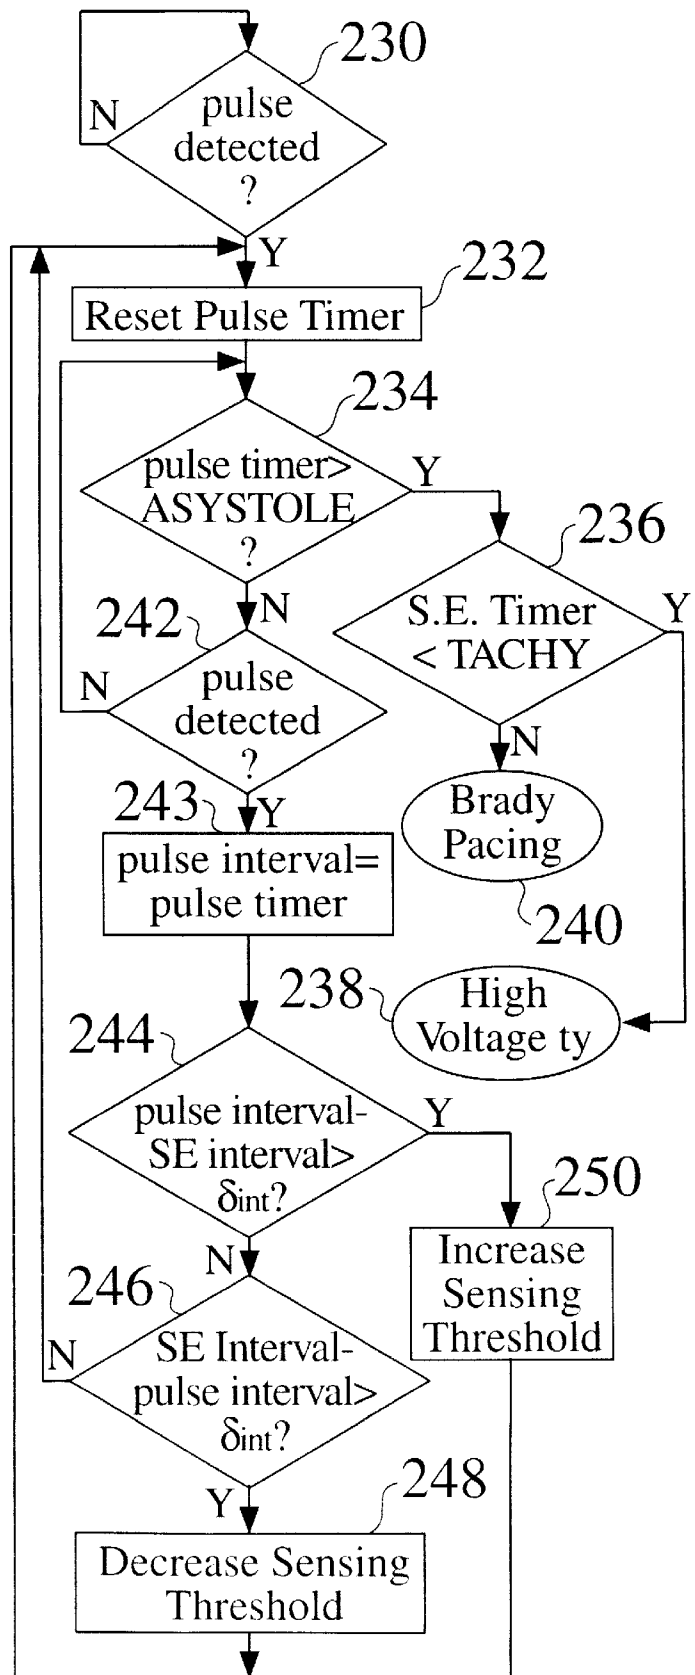 230
pulse
detected
?
N
Y
232
Reset Pulse Timer
234
pulse timer>
ASYSTOLE
?
Y
N
236
S.E. Timer
< TACHY
Y
N
242
pulse
detected
?
N
Y
Brady
Pacing
240
243
pulse interval=
pulse timer
238
High
Voltage ty
244
pulse interval-
SE interval>
δint?
Y
N
250
Increase
Sensing
Threshold
246
SE Interval-
pulse interval>
δint?
N
Y
248
Decrease Sensing
Threshold